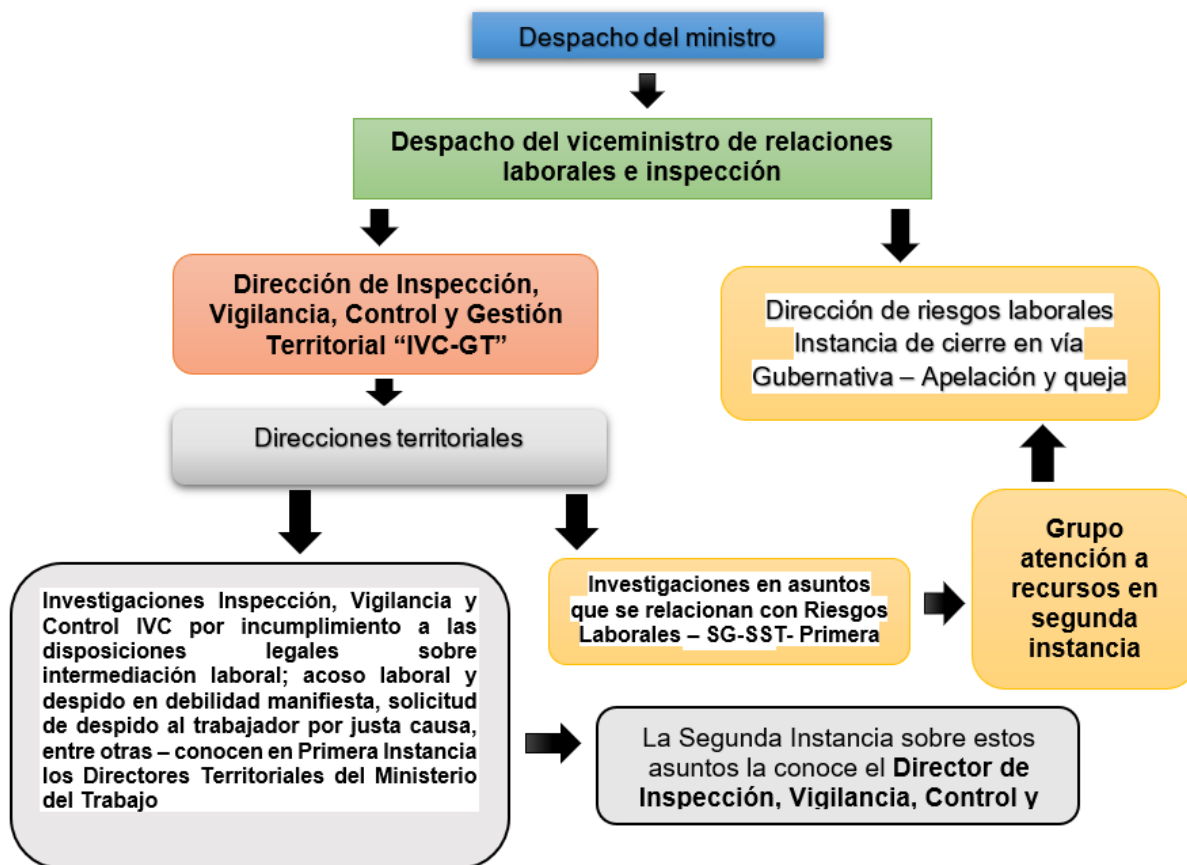 Despacho del ministro
Despacho del viceministro de relaciones
laborales e inspección
Dirección de Inspección,
Vigilancia, Control y Gestión
Territorial “IVC-GT”
Dirección de riesgos laborales
Instancia de cierre en vía
Gubernativa – Apelación y queja
Direcciones territoriales
Investigaciones Inspección, Vigilancia y
Control IVC por incumplimiento a las
disposiciones legales sobre
intermediación laboral; acoso laboral y
despido en debilidad manifiesta, solicitud
de despido al trabajador por justa causa,
entre otras – conocen en Primera Instancia
los Directores Territoriales del Ministerio
del Trabajo
Investigaciones en asuntos
que se relacionan con Riesgos
Laborales – SG-SST- Primera
Grupo
atención a
recursos en
segunda
instancia
La Segunda Instancia sobre estos
asuntos la conoce el Director de
Inspección, Vigilancia, Control y